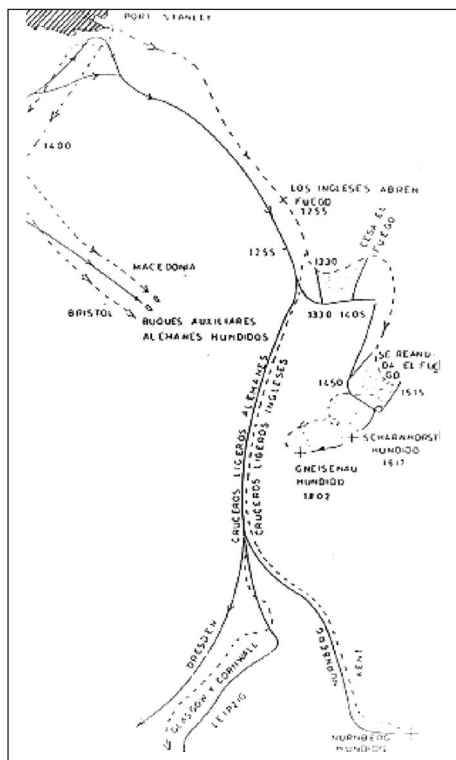 PORT STANLEY
1400
LOS INGLESES ABREN
FUEGO
1255
CESA EL
FUEGO
1255
1330
MACEDONIA
1330 1405
BRISTOL
BUQUES AUXILIARES
ALEMANES HUNDIDOS
SE REANU
DA EL FUE
GO
1450
1515
SCHARNHORST
HUNDIDO
1617
GNEISENAU
HUNDIDO
1802
CRUCEROS LIGEROS ALEMANES
CRUCEROS LIGEROS INGLESES
DRESDEN
GLASGOW Y CORNWALL
LEIPZIG
NURNBERG
KENT
NURNBERG
HUNDIDO